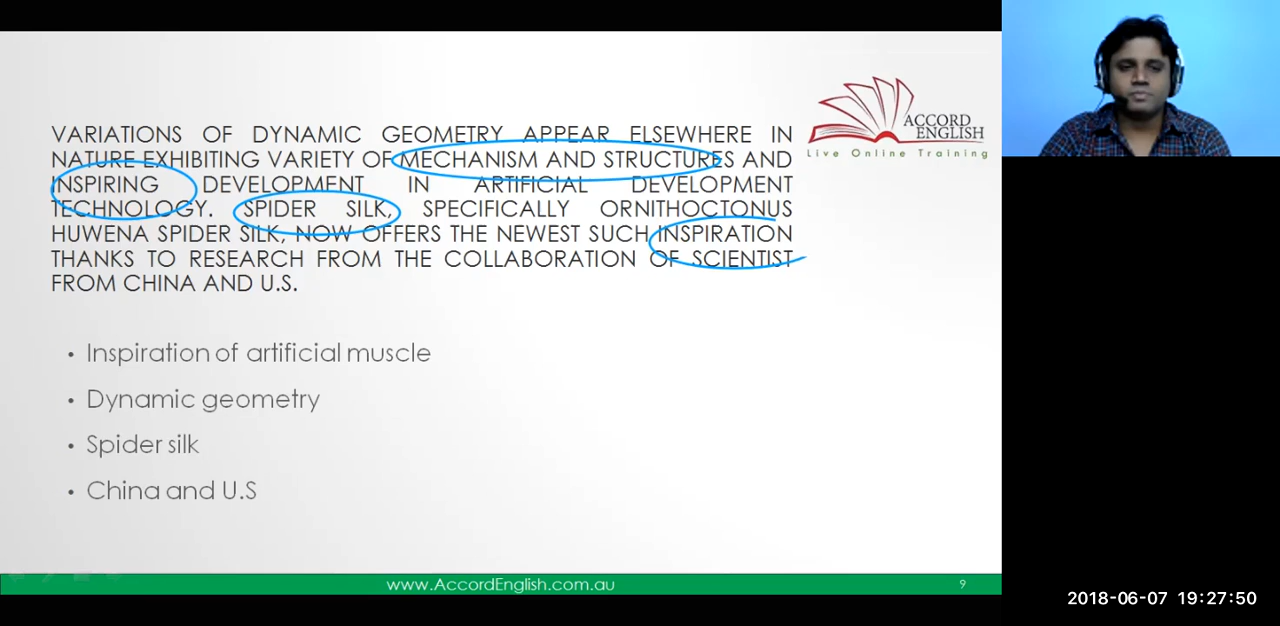 VARIATIONS OF DYNAMIC GEOMETRY APPEAR ELSEWHERE IN
NATURE EXHIBITING VARIETY OF MECHANISM AND STRUCTURES AND
INSPIRING DEVELOPMENT IN ARTIFICIAL DEVELOPMENT
TECHNOLOGY. SPIDER SILK, SPECIFICALLY ORNITHOCTONUS
HUWENA SPIDER SILK, NOW OFFERS THE NEWEST SUCH INSPIRATION
THANKS TO RESEARCH FROM THE COLLABORATION OF SCIENTIST
FROM CHINA AND U.S.
ACCORD
ENGLISH
Live Online Training
• Inspiration of artificial muscle
• Dynamic geometry
• Spider silk
• China and U.S
www.AccordEnglish.com.au
9
2018-06-07 19:27:50